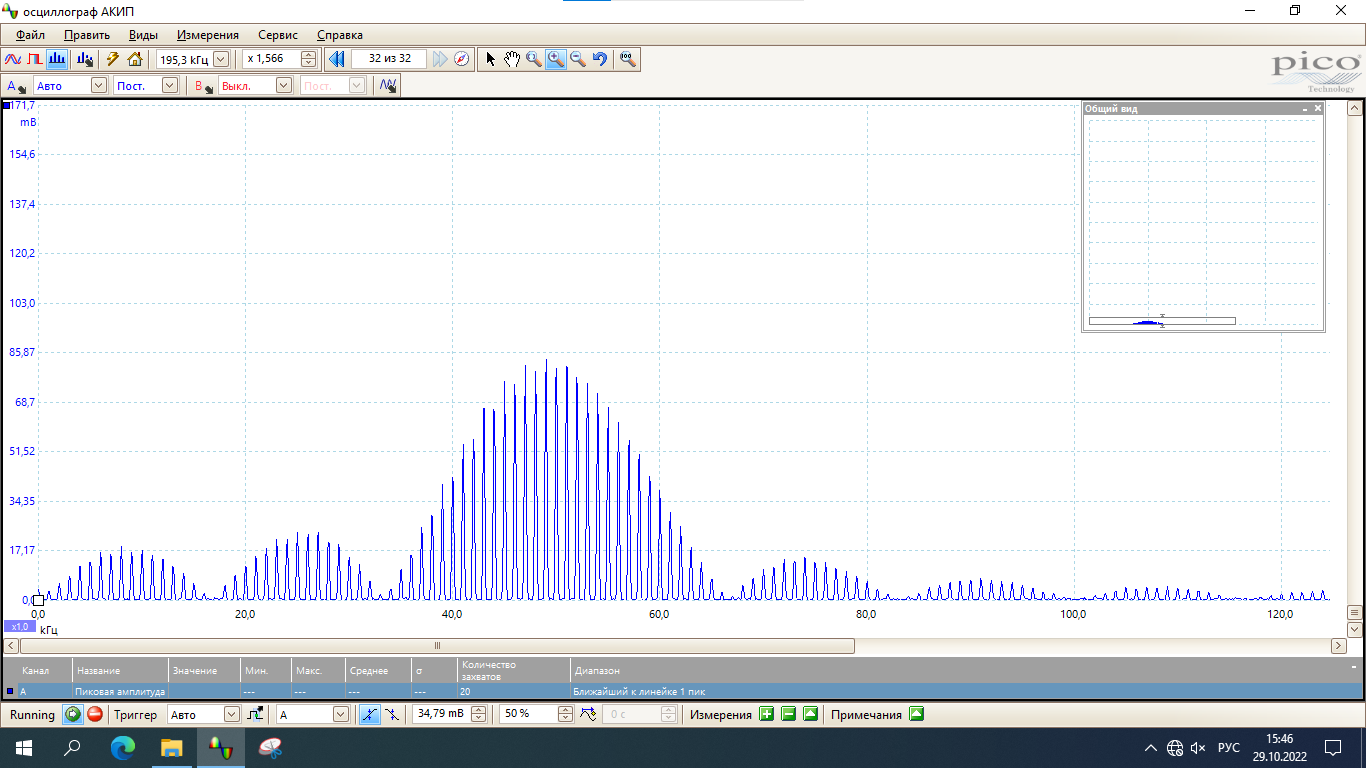 осциллограф АКИП
Файл Править Виды Измерения Сервис Справка
195,3 кГц x 1,566 32 из 32
pico
Technology
A Авто Пост. B Выкл. Пост.
171,7
mВ
154,6
137,4
120,2
103,0
85,87
68,7
51,52
34,35
17,17
0,0
Общий вид
0,0 20,0 40,0 60,0 80,0 100,0 120,0
x1,0 кГц
Канал Название Значение Мин. Макс. Среднее σ Количество захватов Диапазон
A Пиковая амплитуда --- --- --- --- 20 Ближайший к линейке 1 пик
Running Триггер Авто A 34,79 mВ 50 % 0 с Измерения Примечания
РУС 15:46
29.10.2022